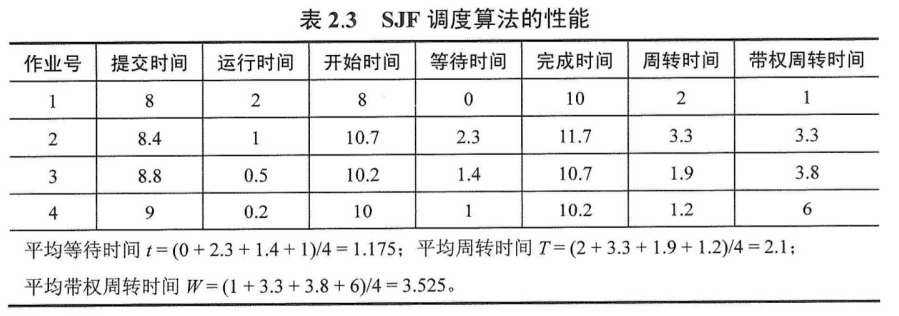 表 2.3 SJF 调度算法的性能
作业号 提交时间 运行时间 开始时间 等待时间 完成时间 周转时间 带权周转时间
1 8 2 8 0 10 2 1
2 8.4 1 10.7 2.3 11.7 3.3 3.3
3 8.8 0.5 10.2 1.4 10.7 1.9 3.8
4 9 0.2 10 1 10.2 1.2 6
平均等待时间 t = (0 + 2.3 + 1.4 + 1)/4 = 1.175；平均周转时间 T = (2 + 3.3 + 1.9 + 1.2)/4 = 2.1；
平均带权周转时间 W = (1 + 3.3 + 3.8 + 6)/4 = 3.525。